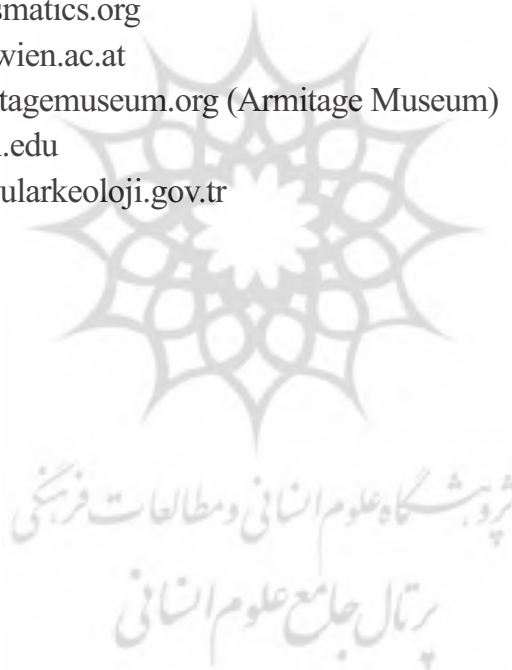 smatics.org
wien.ac.at
tagemuseum.org (Armitage Museum)
.edu
ularkeoloji.gov.tr
پژوهشگاه علوم انسانی و مطالعات فرهنگی
پرتال جامع علوم انسانی